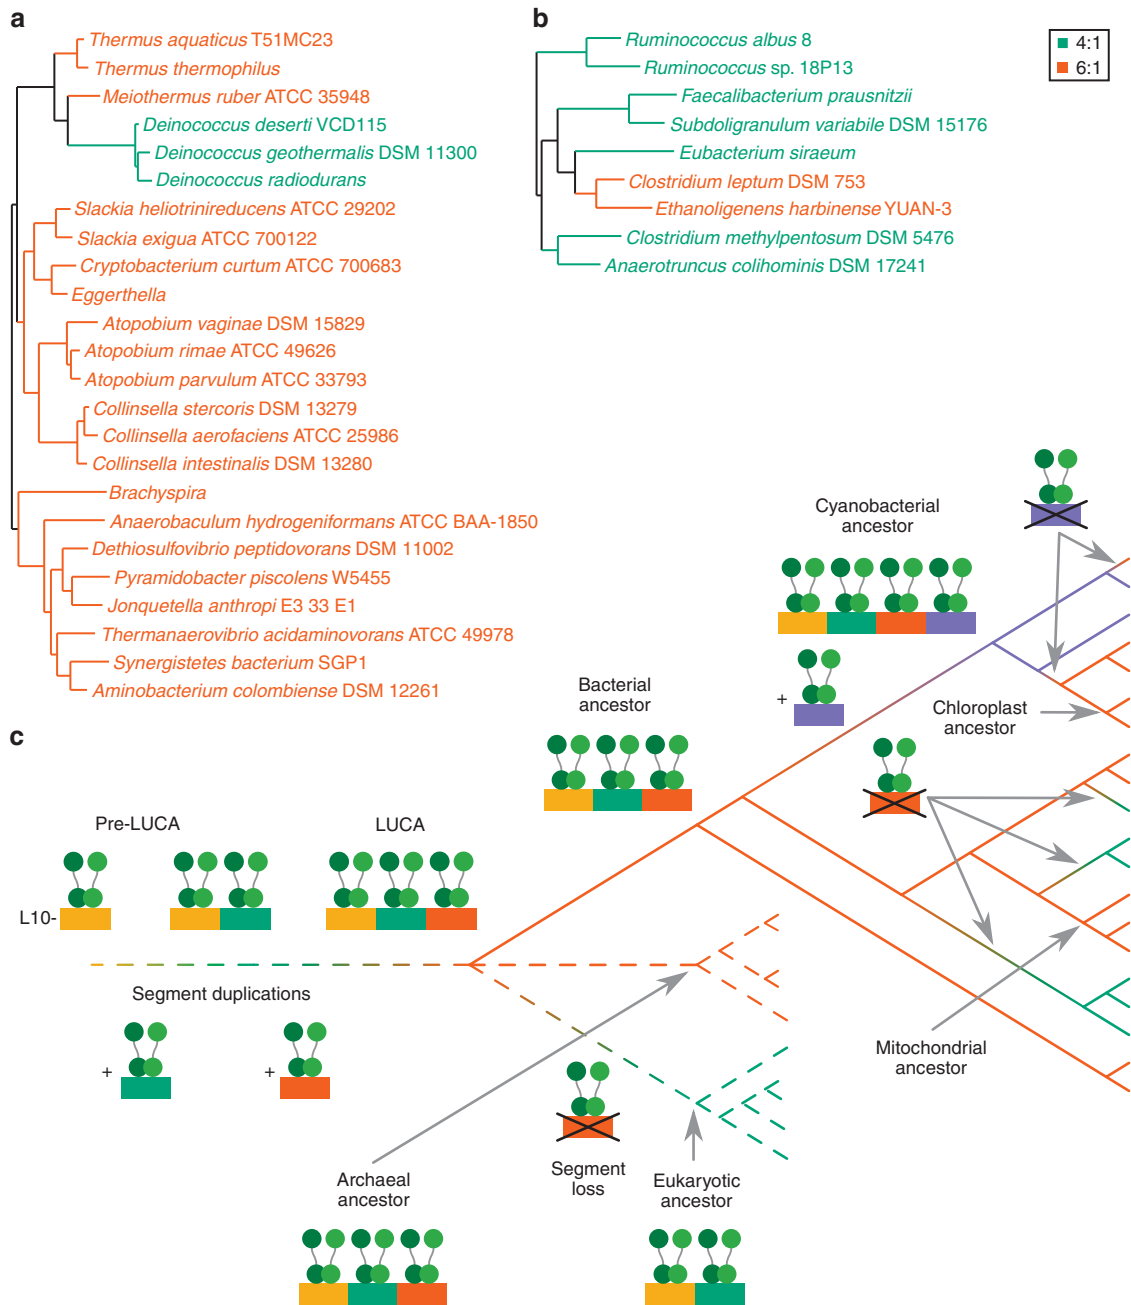 a
Thermus aquaticus T51MC23
Thermus thermophilus
Meiothermus ruber ATCC 35948
Deinococcus deserti VCD115
Deinococcus geothermalis DSM 11300
Deinococcus radiodurans
Slackia heliotrinireducens ATCC 29202
Slackia exigua ATCC 700122
Cryptobacterium curtum ATCC 700683
Eggerthella
Atopobium vaginae DSM 15829
Atopobium rimae ATCC 49626
Atopobium parvulum ATCC 33793
Collinsella stercoris DSM 13279
Collinsella aerofaciens ATCC 25986
Collinsella intestinalis DSM 13280
Brachyspira
Anaerobaculum hydrogeniformans ATCC BAA-1850
Dethiosulfovibrio peptidovorans DSM 11002
Pyramidobacter piscolens W5455
Jonquetella anthropi E3 33 E1
Thermanaerovibrio acidaminovorans ATCC 49978
Synergistetes bacterium SGP1
Aminobacterium colombiense DSM 12261
b
4:1
6:1
Ruminococcus albus 8
Ruminococcus sp. 18P13
Faecalibacterium prausnitzii
Subdoligranulum variabile DSM 15176
Eubacterium siraeum
Clostridium leptum DSM 753
Ethanoligenens harbinense YUAN-3
Clostridium methylpentosum DSM 5476
Anaerotruncus colihominis DSM 17241
c
Cyanobacterial
ancestor
+
Bacterial
ancestor
Chloroplast
ancestor
Pre-LUCA
LUCA
L10-
Segment duplications
+
+
Mitochondrial
ancestor
Archaeal
ancestor
Segment
loss
Eukaryotic
ancestor